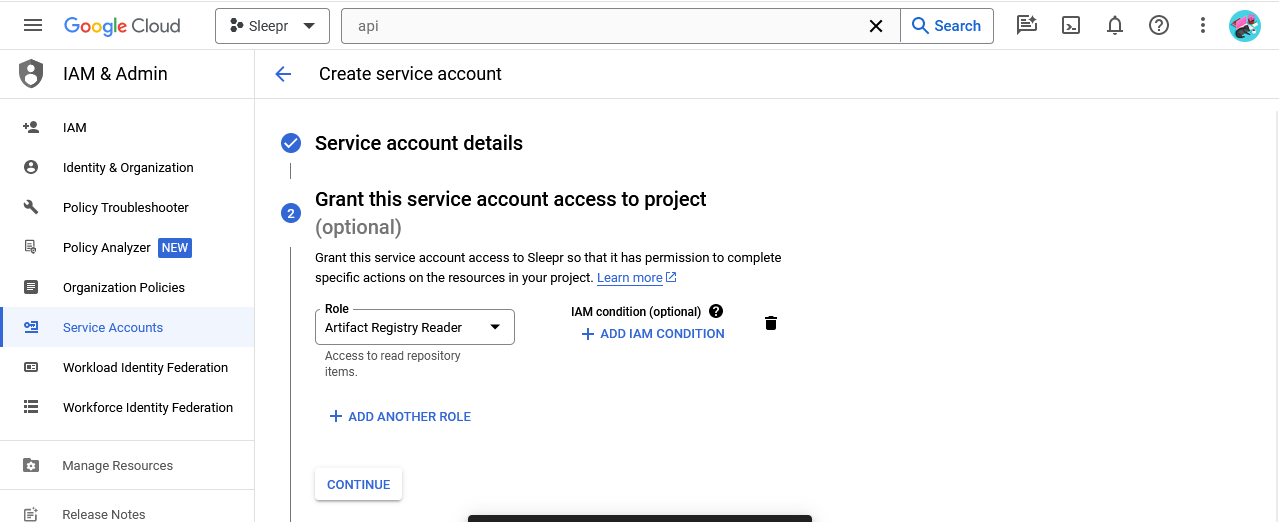 Google Cloud
Sleepr
api
Search
IAM & Admin
Create service account
IAM
Identity & Organization
Policy Troubleshooter
Policy Analyzer NEW
Organization Policies
Service Accounts
Workload Identity Federation
Workforce Identity Federation
Manage Resources
Release Notes
Service account details
2
Grant this service account access to project
(optional)
Grant this service account access to Sleepr so that it has permission to complete
specific actions on the resources in your project. Learn more
Role
Artifact Registry Reader
Access to read repository
items.
IAM condition (optional) ?
+ ADD IAM CONDITION
+ ADD ANOTHER ROLE
CONTINUE